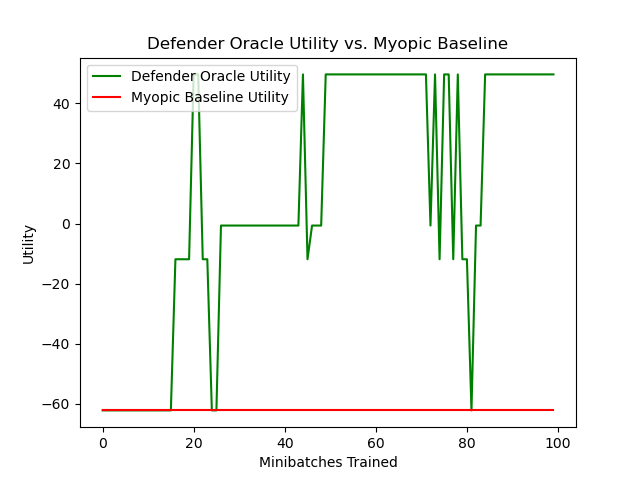 Defender Oracle Utility vs. Myopic Baseline
Defender Oracle Utility
Myopic Baseline Utility
Utility
40
20
0
−20
−40
−60
0 20 40 60 80 100
Minibatches Trained